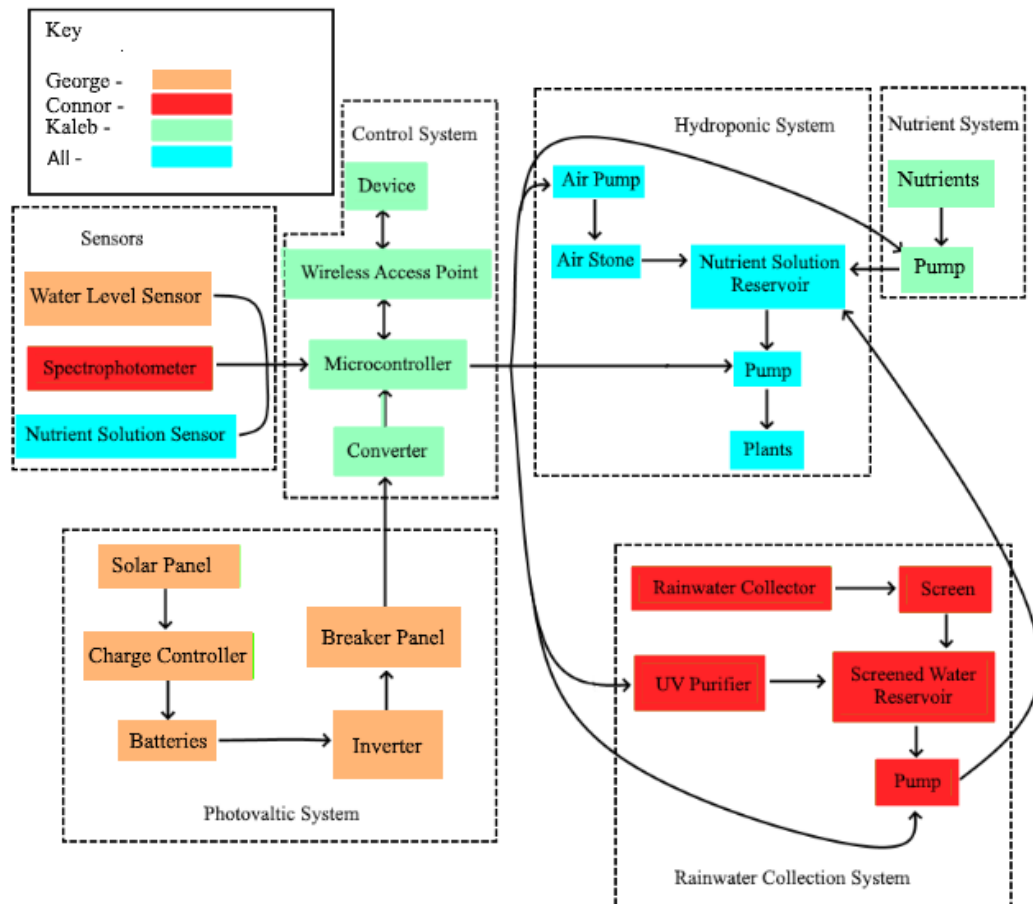 Key
George -
Connor -
Kaleb -
All -
Control System
Device
Wireless Access Point
Microcontroller
Converter
Sensors
Water Level Sensor
Spectrophotometer
Nutrient Solution Sensor
Hydroponic System
Air Pump
Air Stone
Nutrient Solution
Reservoir
Pump
Plants
Nutrient System
Nutrients
Pump
Solar Panel
Charge Controller
Batteries
Inverter
Breaker Panel
Photovaltic System
Rainwater Collector
Screen
UV Purifier
Screened Water
Reservoir
Pump
Rainwater Collection System